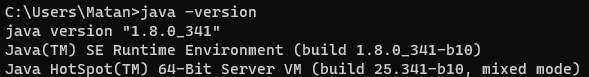 C:\Users\Matan>java -version
java version "1.8.0_341"
Java(TM) SE Runtime Environment (build 1.8.0_341-b10)
Java HotSpot(TM) 64-Bit Server VM (build 25.341-b10, mixed mode)